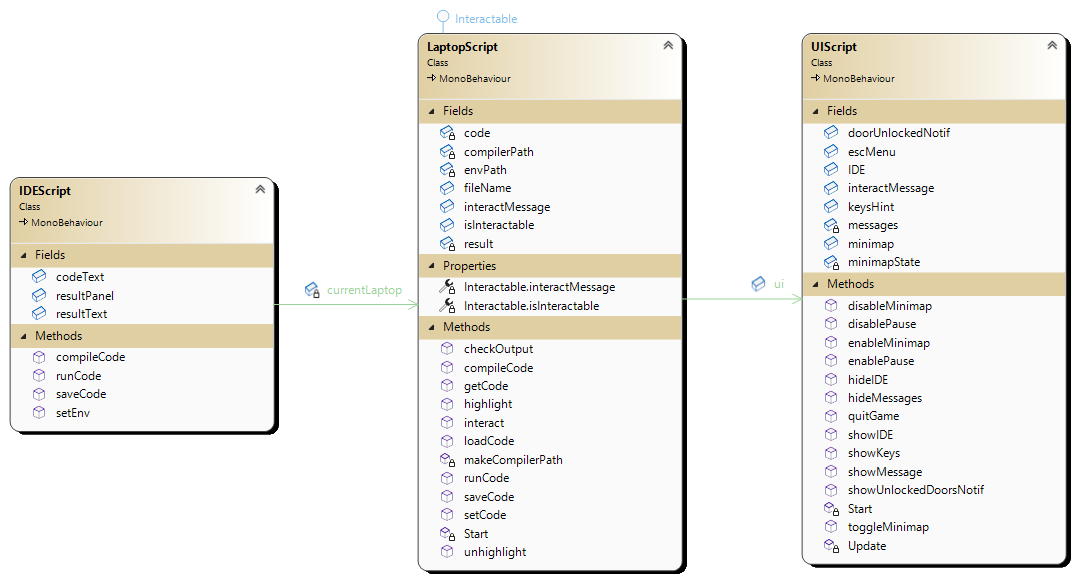 Interactable
LaptopScript
Class
MonoBehaviour
Fields
code
compilerPath
envPath
fileName
interactMessage
isInteractable
result
Properties
Interactable.interactMessage
Interactable.isInteractable
Methods
checkOutput
compileCode
getCode
highlight
interact
loadCode
makeCompilerPath
runCode
saveCode
setCode
Start
unhighlight
UIScript
Class
MonoBehaviour
Fields
doorUnlockedNotif
escMenu
IDE
interactMessage
keysHint
messages
minimap
minimapState
Methods
disableMinimap
disablePause
enableMinimap
enablePause
hideIDE
hideMessages
quitGame
showIDE
showKeys
showMessage
showUnlockedDoorsNotif
Start
toggleMinimap
Update
IDEScript
Class
MonoBehaviour
Fields
codeText
resultPanel
resultText
Methods
compileCode
runCode
saveCode
setEnv
currentLaptop
ui